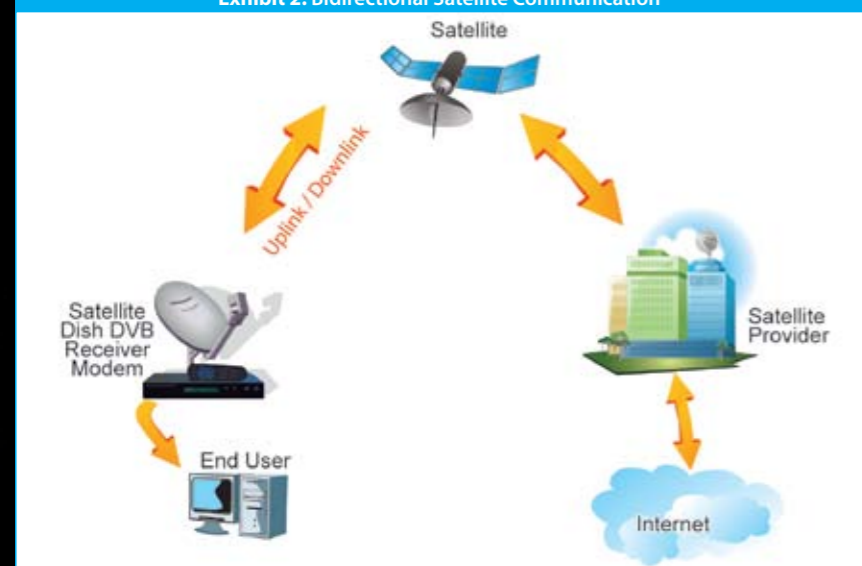 Exhibit 2. Bidirectional Satellite Communication
Satellite
Uplink / Downlink
Satellite
Dish DVB
Receiver
Modem
Satellite
Provider
End User
Internet